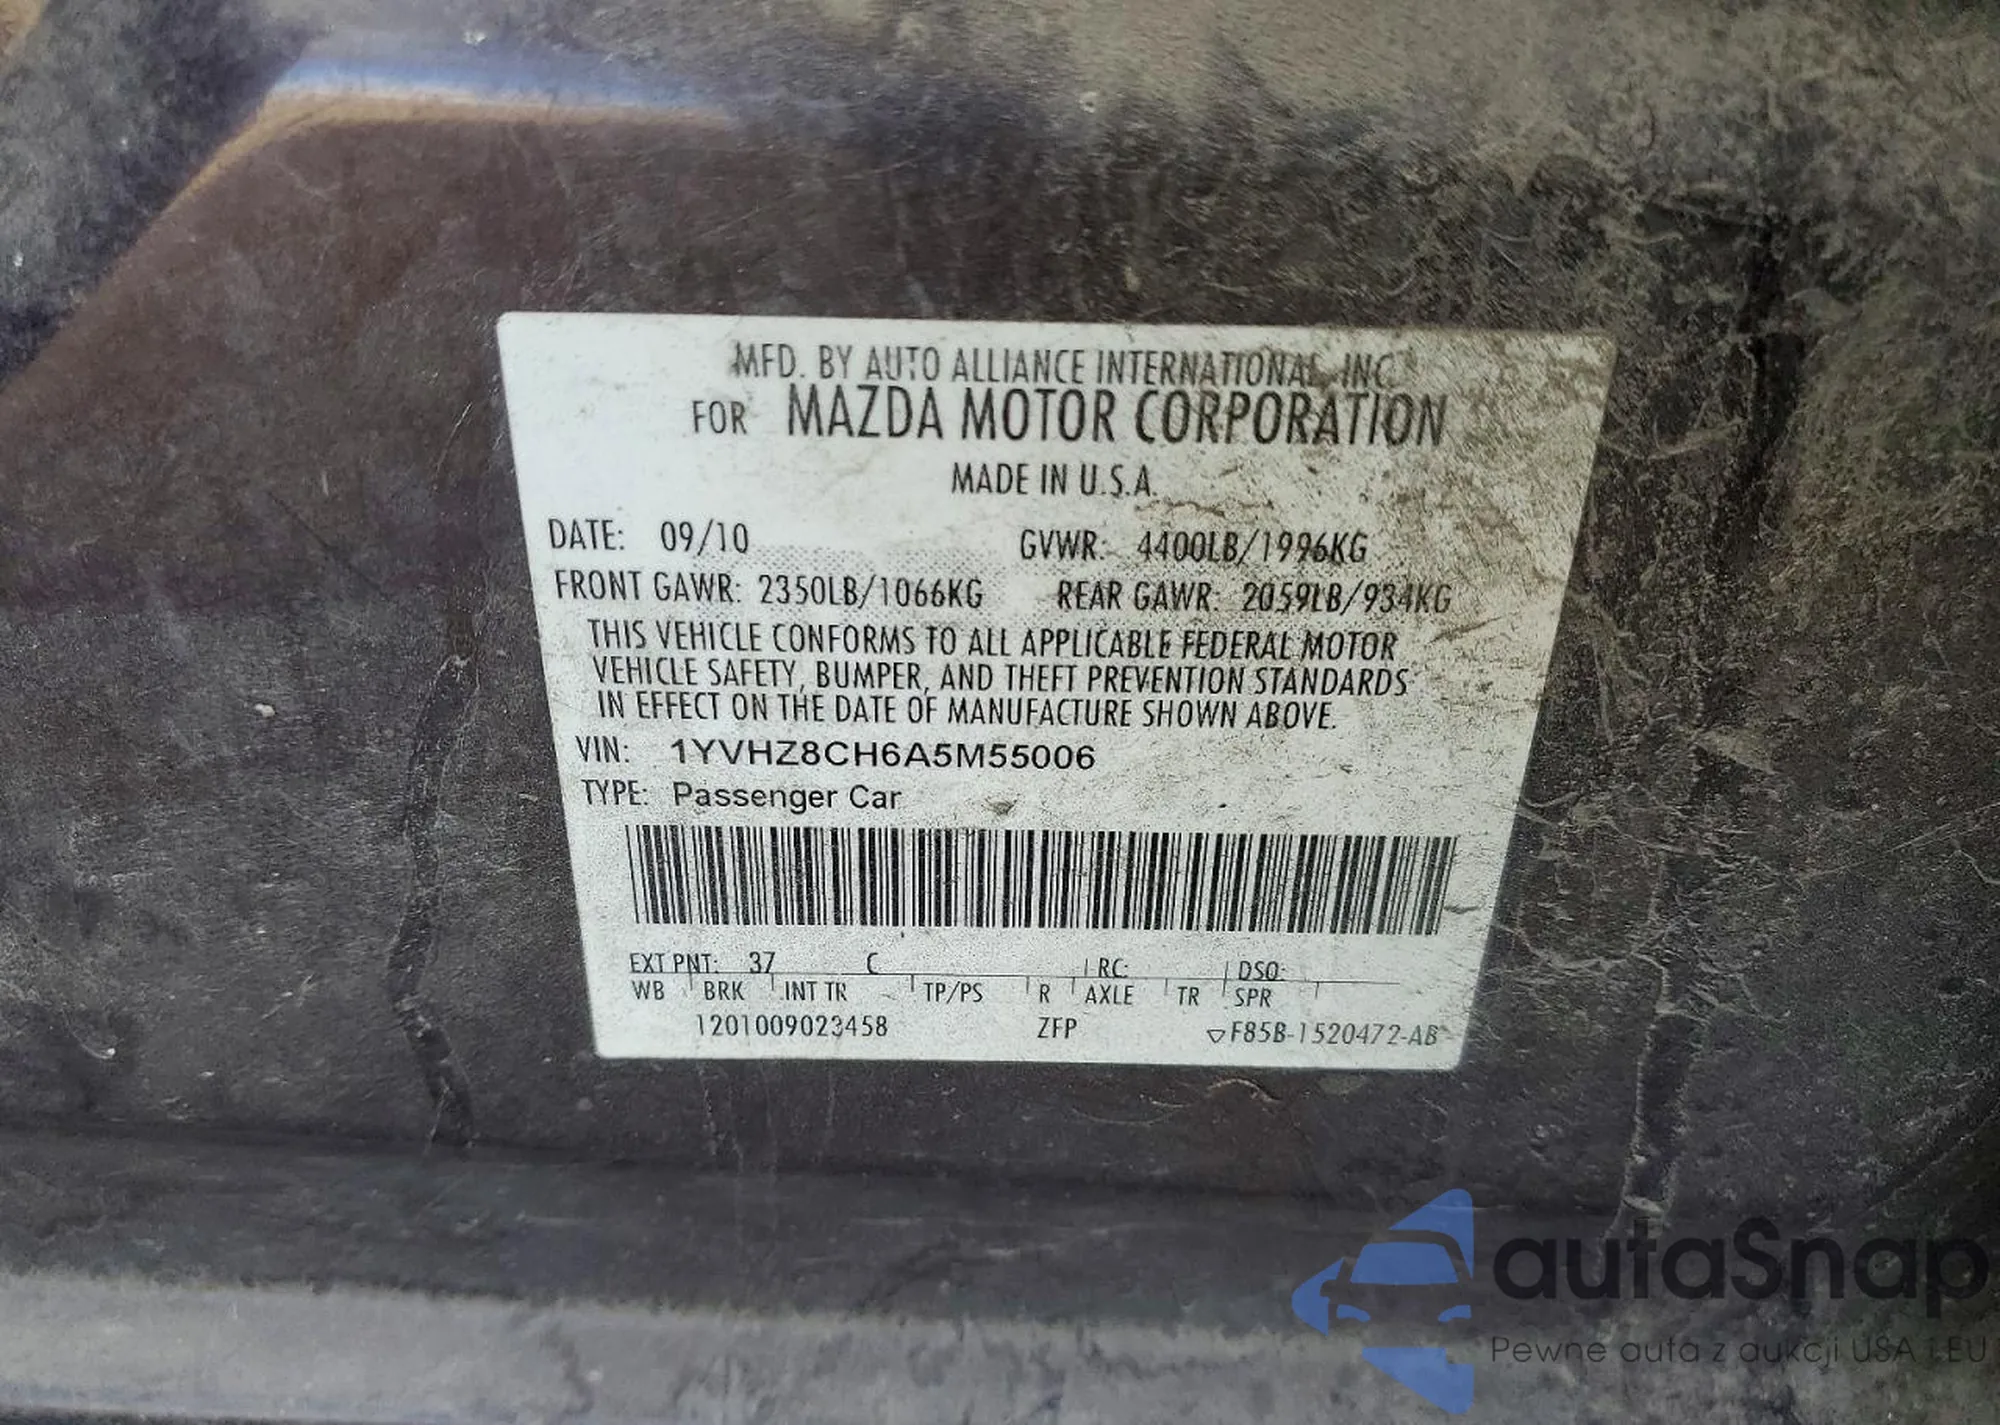 MFD. BY AUTO ALLIANCE INTERNATIONAL, INC.
FOR MAZDA MOTOR CORPORATION
MADE IN U.S.A.
DATE: 09/10 GVWR: 4400LB/1996KG
FRONT GAWR: 2350LB/1066KG REAR GAWR: 2059LB/934KG
THIS VEHICLE CONFORMS TO ALL APPLICABLE FEDERAL MOTOR
VEHICLE SAFETY, BUMPER, AND THEFT PREVENTION STANDARDS
IN EFFECT ON THE DATE OF MANUFACTURE SHOWN ABOVE.
VIN: 1YVHZ8CH6A5M55006
TYPE: Passenger Car
EXT PNT: 37 C RC: DSO:
WB BRK INT TR TP/PS R AXLE TR SPR
1201009023458 ZFP ▽F85B-1520472-AB
autaSnap
Pewne auta z aukcji USA i EU